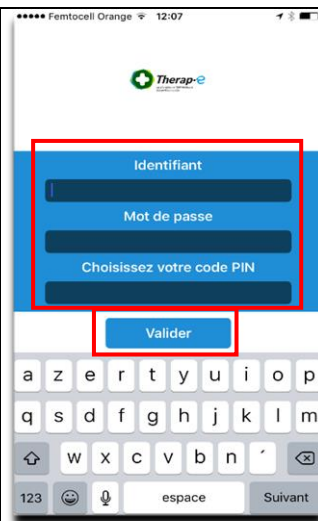 Femtocell Orange 12:07
Therap-e
Identifiant
Mot de passe
Choisissez votre code PIN
Valider
a z e r t y u i o p
q s d f g h j k l m
w x c v b n ´
123 espace Suivant